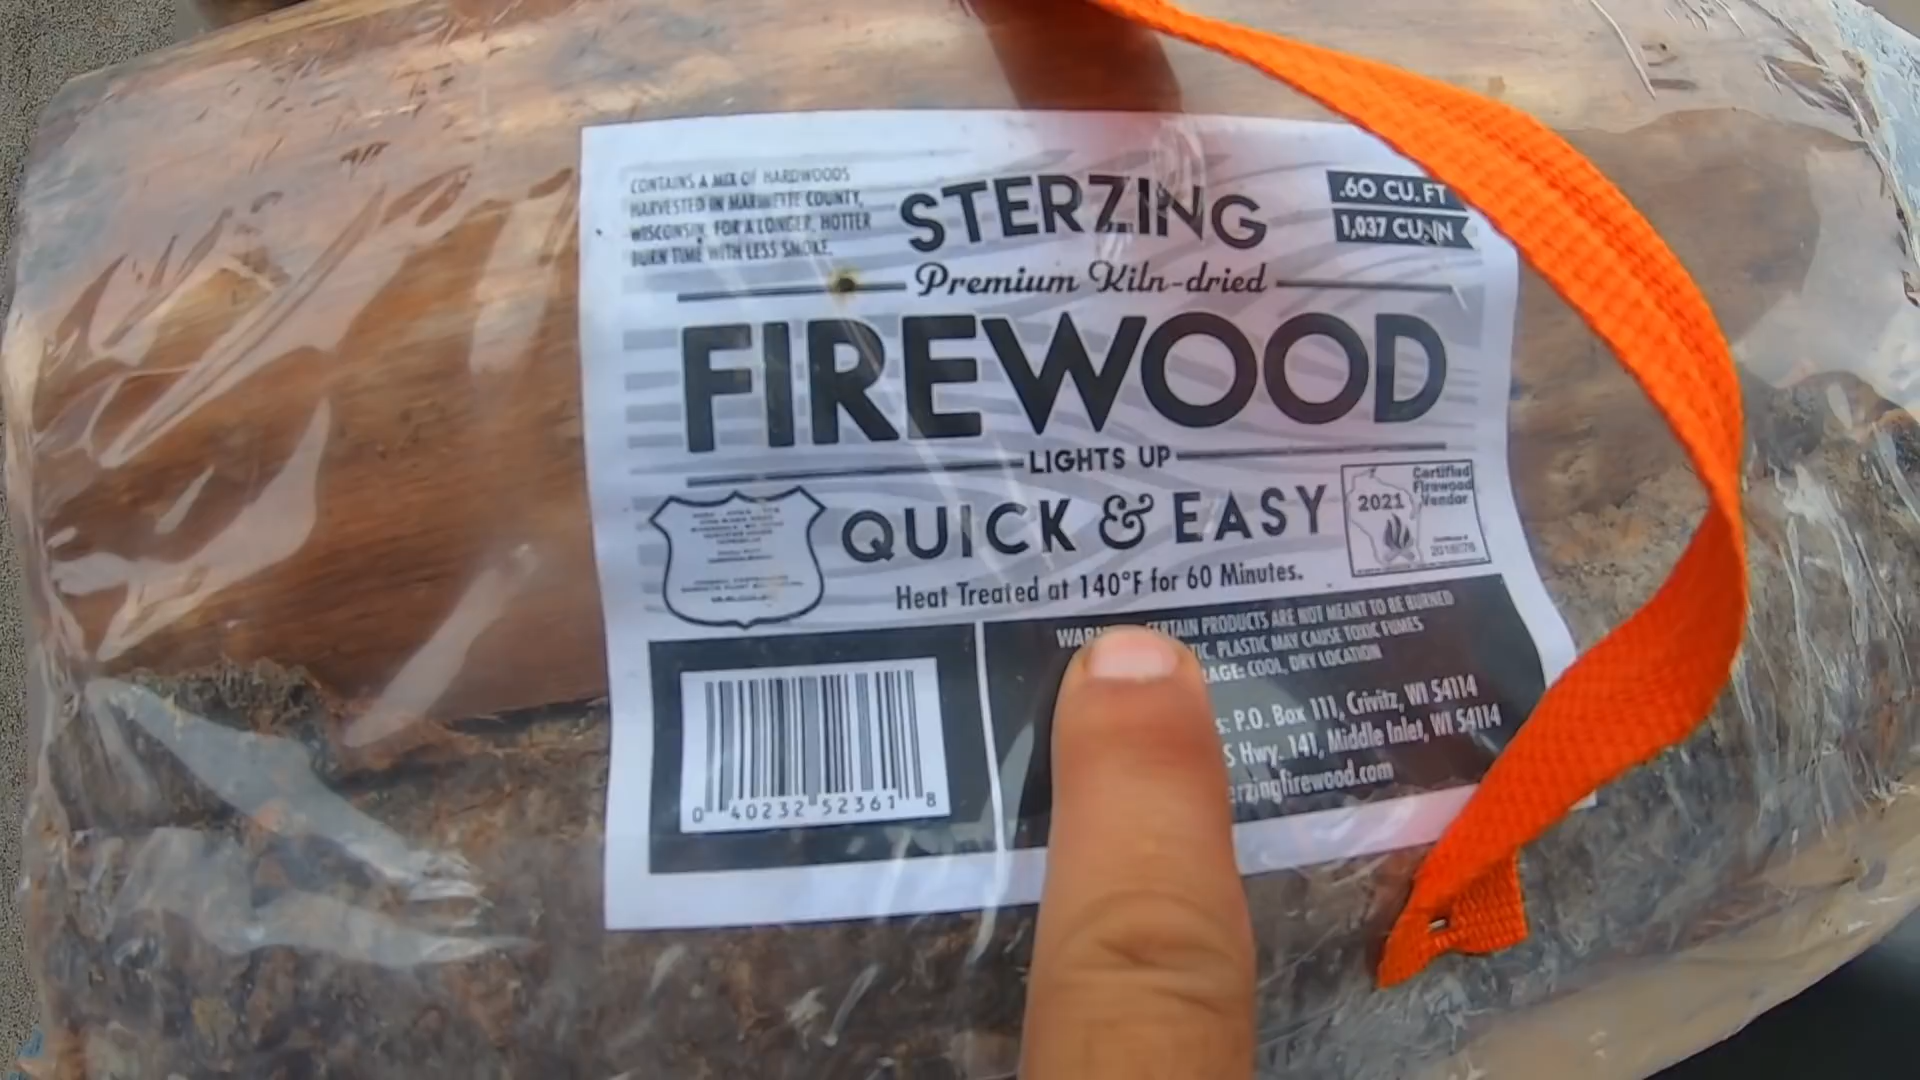 CONTAINS A MIX OF HARDWOODS
HARVESTED IN MARINETTE COUNTY,
WISCONSIN, FOR A LONGER, HOTTER
BURN TIME WITH LESS SMOKE.
STERZING
.60 CU. FT
1,037 CU. IN
Premium Kiln-dried
FIREWOOD
LIGHTS UP
QUICK & EASY
Certified
Firewood
Vendor
2021
Heat Treated at 140°F for 60 Minutes.
CERTAIN PRODUCTS ARE NOT MEANT TO BE BURNED
PLASTIC MAY CAUSE TOXIC FUMES
COOL, DRY LOCATION
P.O. Box 111, Crivitz, WI 54114
S Hwy. 141, Middle Inlet, WI 54114
erzingfirewood.com
0 40232 52361 8